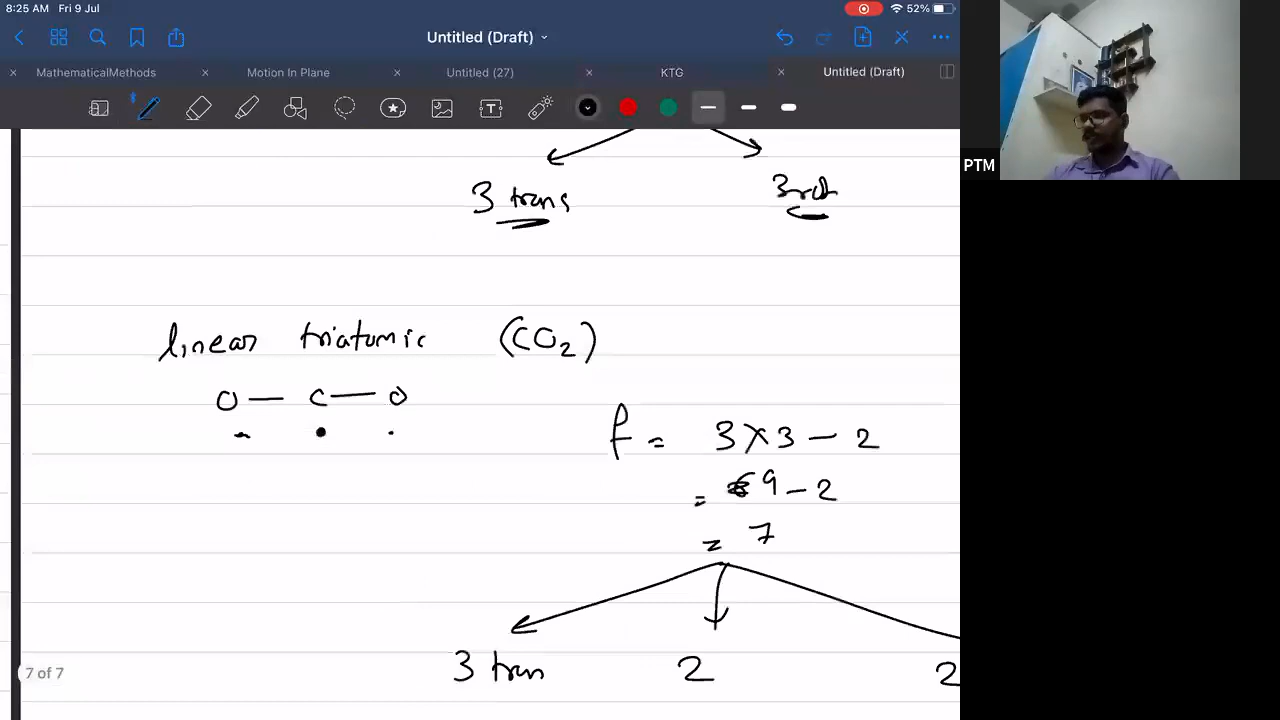 8:25 AM Fri 9 Jul
52%
Untitled (Draft)
MathematicalMethods
Motion In Plane
Untitled (27)
KTG
Untitled (Draft)
PTM
3 trans
3 rot
linear triatomic (CO2)
O — C — O
f = 3 X 3 — 2
= 9 — 2
= 7
3 tran 2 2
7 of 7